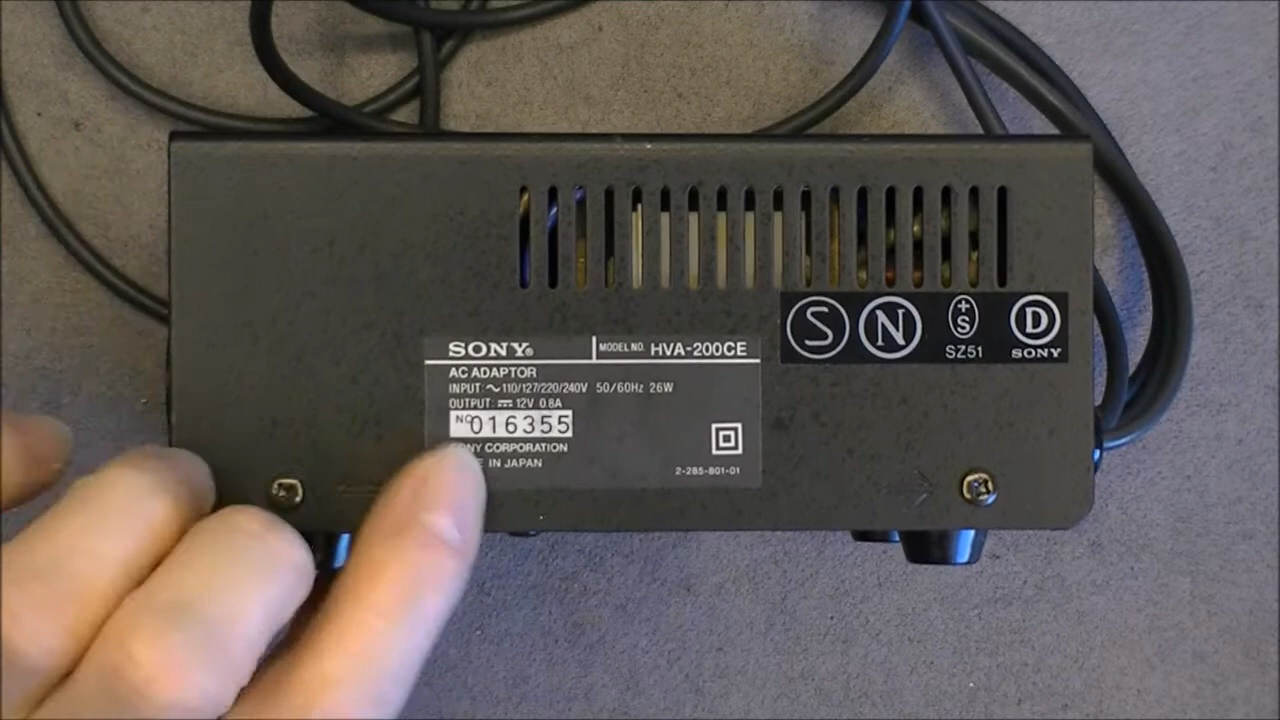 SONY® MODEL NO. HVA-200CE
AC ADAPTOR
INPUT: ～110/127/220/240V 50/60Hz 26W
OUTPUT: ⎓ 12V 0.8A
NO 016355
SONY CORPORATION
IN JAPAN
2-285-801-01
S N +S D
SZ51 SONY